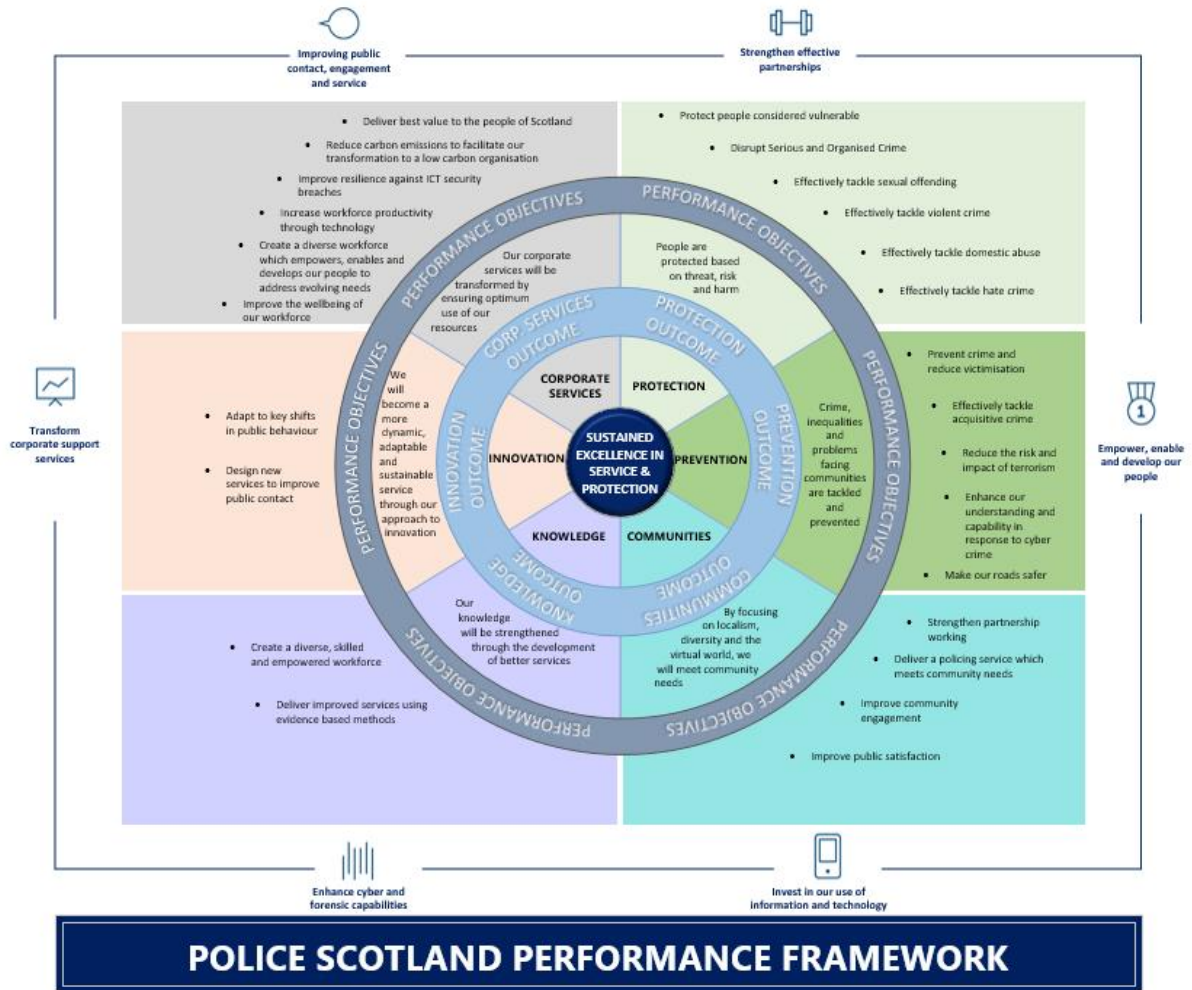 Improving public
contact, engagement
and service
Strengthen effective
partnerships
• Deliver best value to the people of Scotland
• Reduce carbon emissions to facilitate our
transformation to a low carbon organisation
• Improve resilience against ICT security
breaches
• Increase workforce productivity
through technology
• Create a diverse workforce
which empowers, enables and
develops our people to
address evolving needs
• Improve the wellbeing of
our workforce
• Protect people considered vulnerable
• Disrupt Serious and Organised Crime
• Effectively tackle sexual offending
• Effectively tackle violent crime
• Effectively tackle domestic abuse
• Effectively tackle hate crime
PERFORMANCE OBJECTIVES
PERFORMANCE OBJECTIVES
Our corporate
services will be
transformed by
ensuring optimum
use of our
resources
People are
protected based
on threat, risk
and harm
CORP. SERVICES
OUTCOME
PROTECTION
OUTCOME
CORPORATE
SERVICES
PROTECTION
Transform
corporate support
services
• Adapt to key shifts
in public behaviour
• Design new
services to improve
public contact
PERFORMANCE OBJECTIVES
We
will
become a
more
dynamic,
adaptable
and
sustainable
service
through our
approach to
innovation
INNOVATION
OUTCOME
INNOVATION
SUSTAINED
EXCELLENCE IN
SERVICE &
PROTECTION
PREVENTION
PREVENTION
OUTCOME
Crime,
inequalities
and
problems
facing
communities
are tackled
and
prevented
PERFORMANCE OBJECTIVES
• Prevent crime and
reduce victimisation
• Effectively tackle
acquisitive crime
• Reduce the risk and
impact of terrorism
• Enhance our
understanding and
capability in
response to cyber
crime
• Make our roads safer
1
Empower, enable
and develop our
people
KNOWLEDGE
COMMUNITIES
KNOWLEDGE
OUTCOME
COMMUNITIES
OUTCOME
Our
knowledge
will be strengthened
through the development
of better services
By focusing
on localism,
diversity and the
virtual world, we
will meet community
needs
PERFORMANCE OBJECTIVES
PERFORMANCE OBJECTIVES
• Create a diverse, skilled
and empowered workforce
• Deliver improved services using
evidence based methods
• Strengthen partnership
working
• Deliver a policing service which
meets community needs
• Improve community
engagement
• Improve public satisfaction
Enhance cyber and
forensic capabilities
Invest in our use of
information and technology
POLICE SCOTLAND PERFORMANCE FRAMEWORK